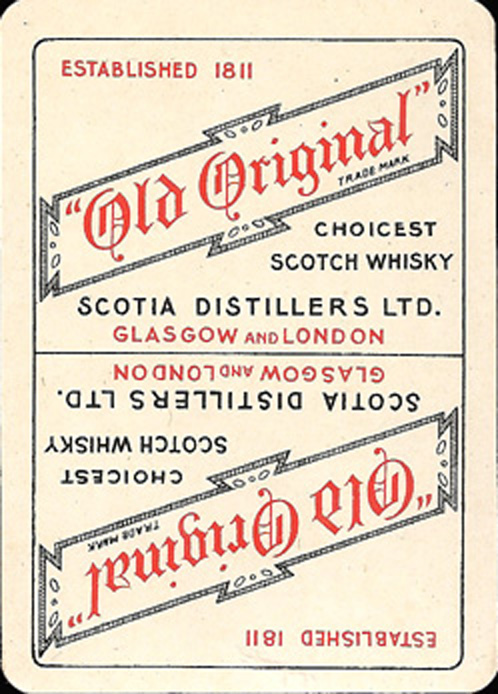 ESTABLISHED 1811
"Old Original"
TRADE MARK
CHOICEST
SCOTCH WHISKY
SCOTIA DISTILLERS LTD.
GLASGOW AND LONDON
GLASGOW AND LONDON
SCOTIA DISTILLERS LTD.
SCOTCH WHISKY
CHOICEST
TRADE MARK
"Old Original"
ESTABLISHED 1811